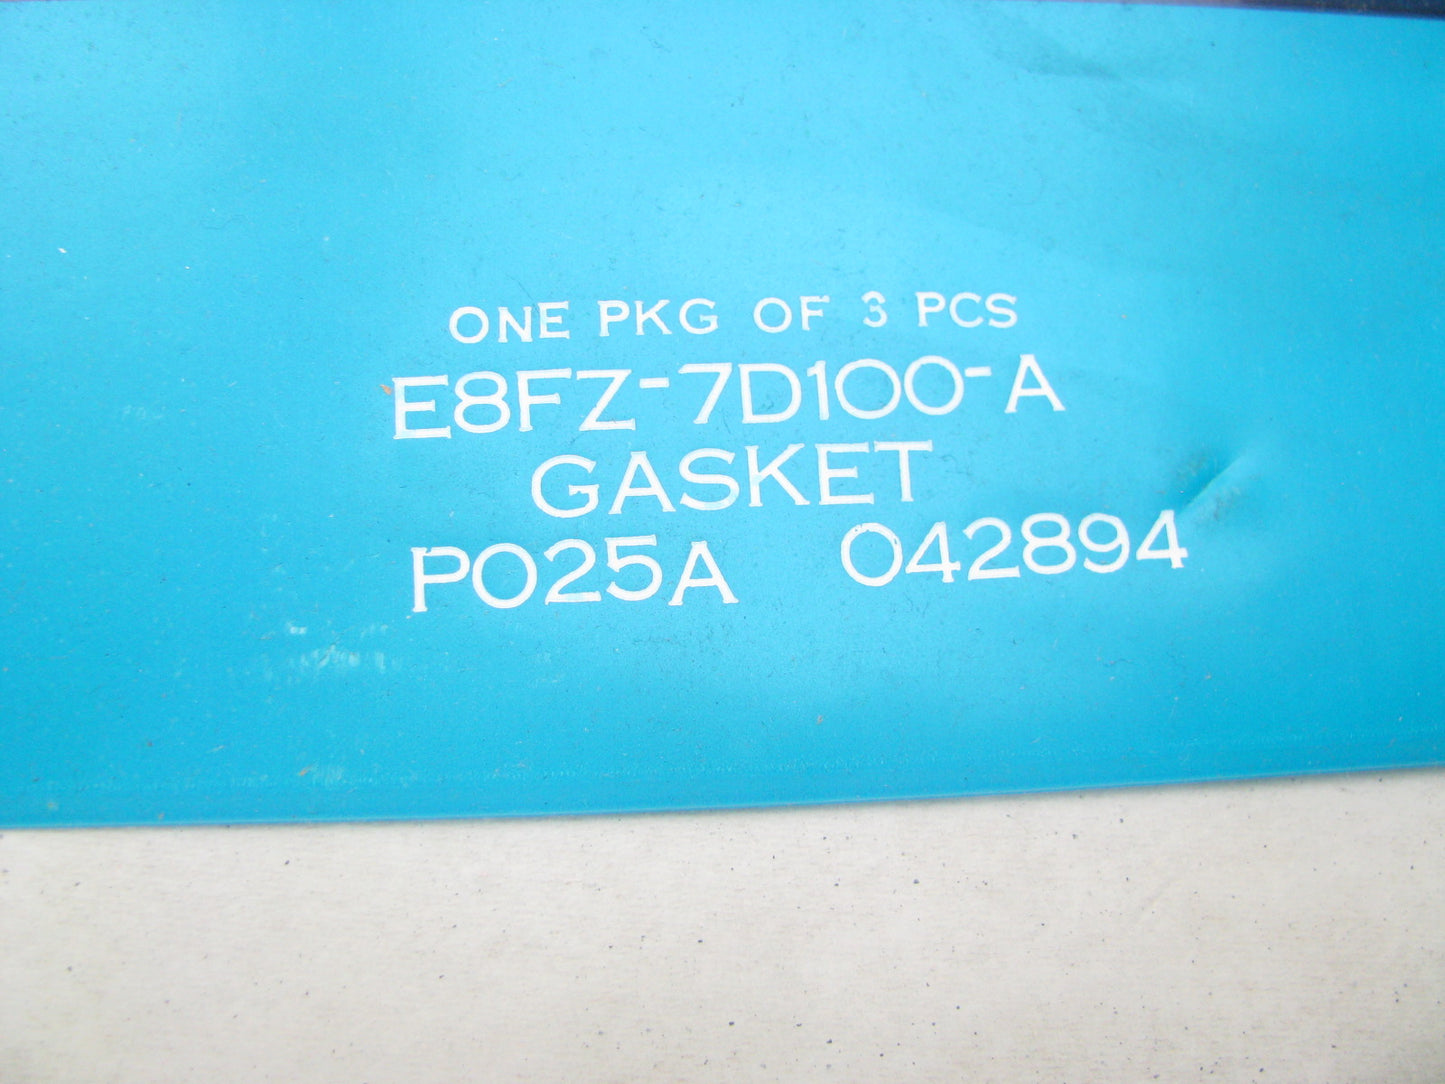 ONE PKG OF 3 PCS
E8FZ-7D100-A
GASKET
P025A 042894